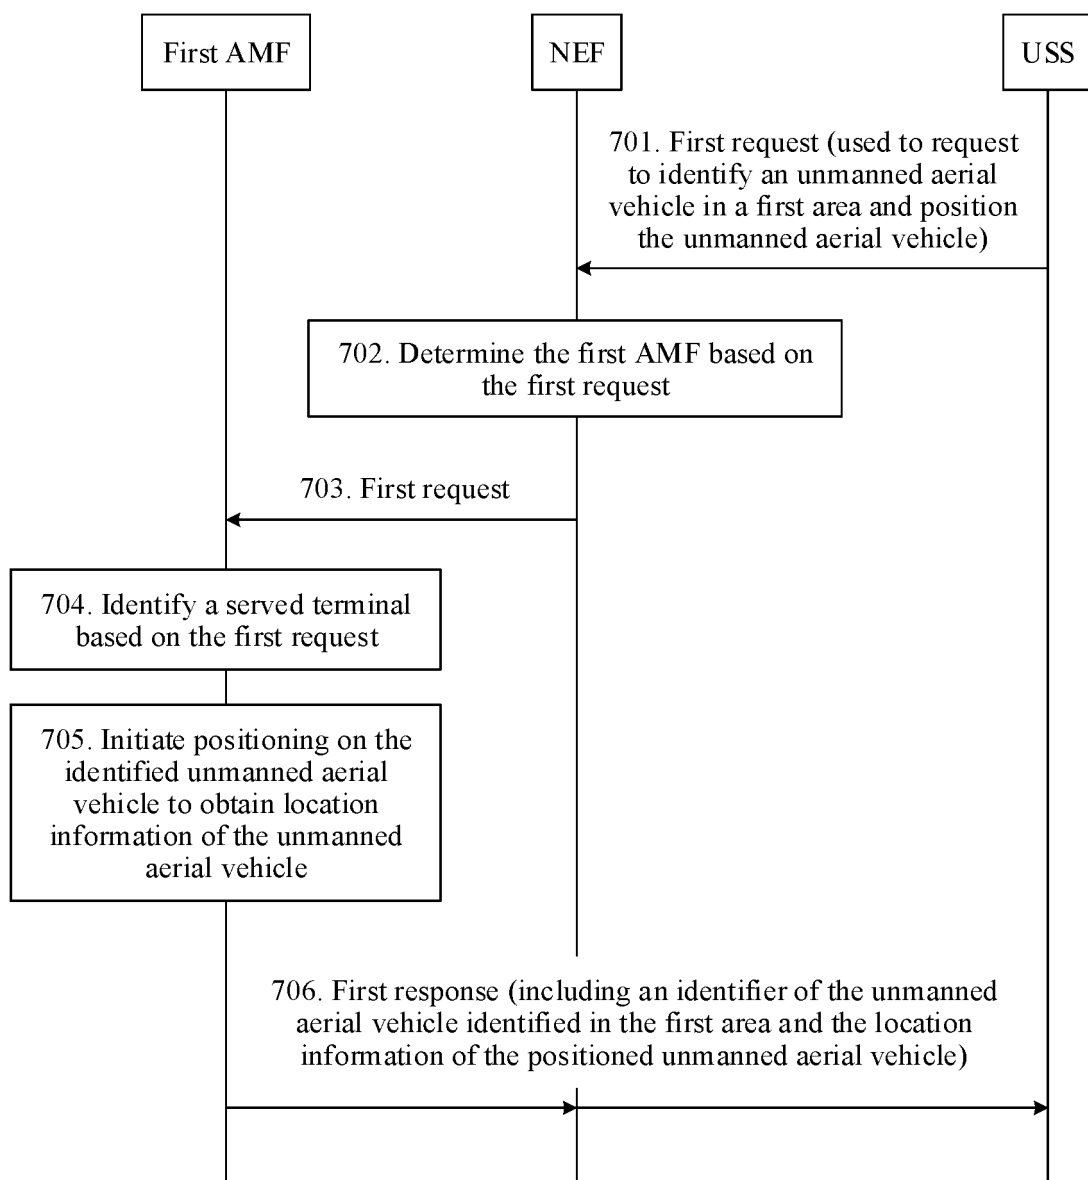 First AMF
NEF
USS
701. First request (used to request
to identify an unmanned aerial
vehicle in a first area and position
the unmanned aerial vehicle)
702. Determine the first AMF based on
the first request
703. First request
704. Identify a served terminal
based on the first request
705. Initiate positioning on the
identified unmanned aerial
vehicle to obtain location
information of the unmanned
aerial vehicle
706. First response (including an identifier of the unmanned
aerial vehicle identified in the first area and the location
information of the positioned unmanned aerial vehicle)